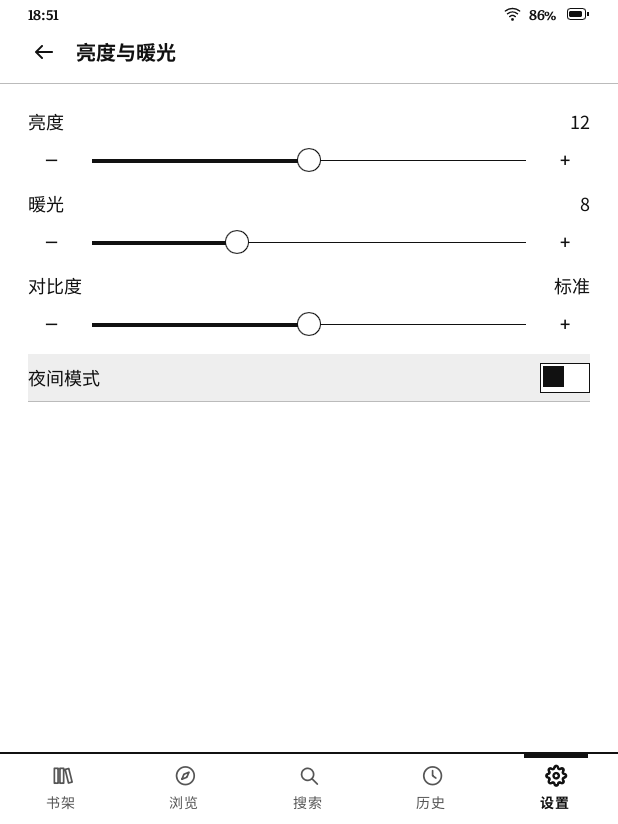 18:51 86%
亮度与暖光
亮度 12
− +
暖光 8
− +
对比度 标准
− +
夜间模式
书架 浏览 搜索 历史 设置